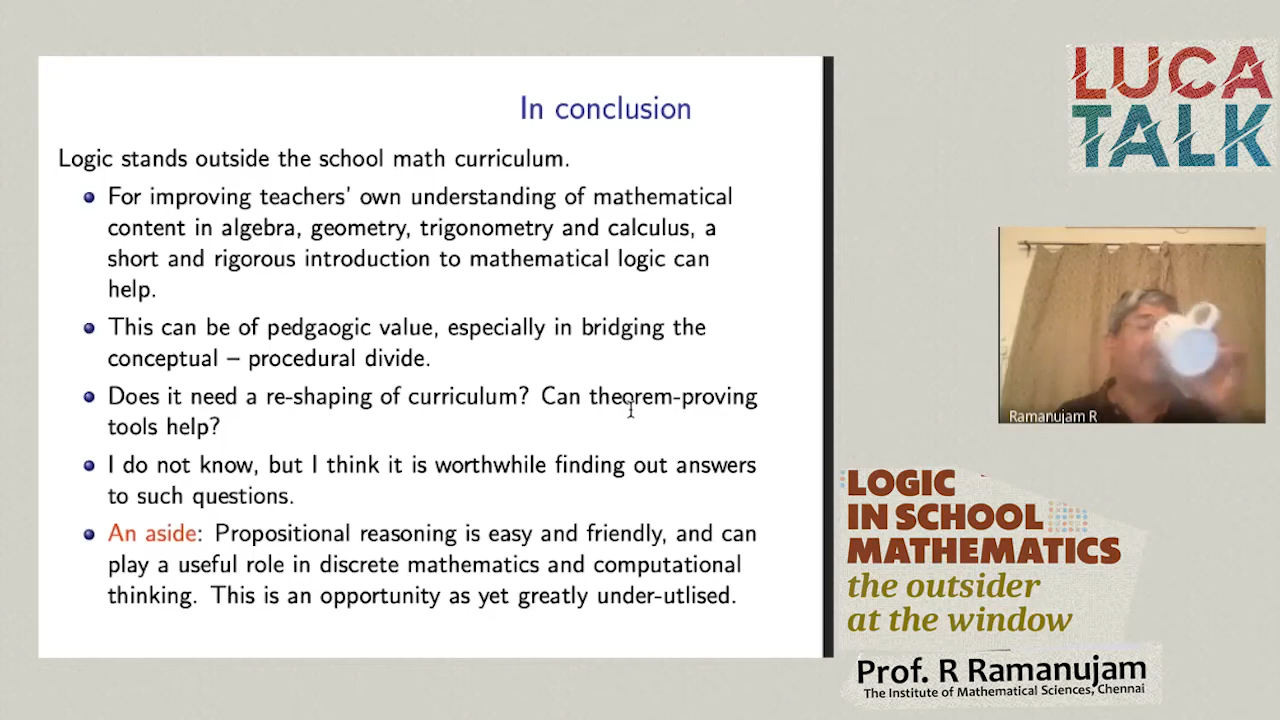 In conclusion
Logic stands outside the school math curriculum.
For improving teachers' own understanding of mathematical
content in algebra, geometry, trigonometry and calculus, a
short and rigorous introduction to mathematical logic can
help.
This can be of pedgaogic value, especially in bridging the
conceptual – procedural divide.
Does it need a re-shaping of curriculum? Can theorem-proving
tools help?
I do not know, but I think it is worthwhile finding out answers
to such questions.
An aside: Propositional reasoning is easy and friendly, and can
play a useful role in discrete mathematics and computational
thinking. This is an opportunity as yet greatly under-utlised.
LUCA
TALK
Ramanujam R
LOGIC
IN SCHOOL
MATHEMATICS
the outsider
at the window
Prof. R Ramanujam
The Institute of Mathematical Sciences, Chennai